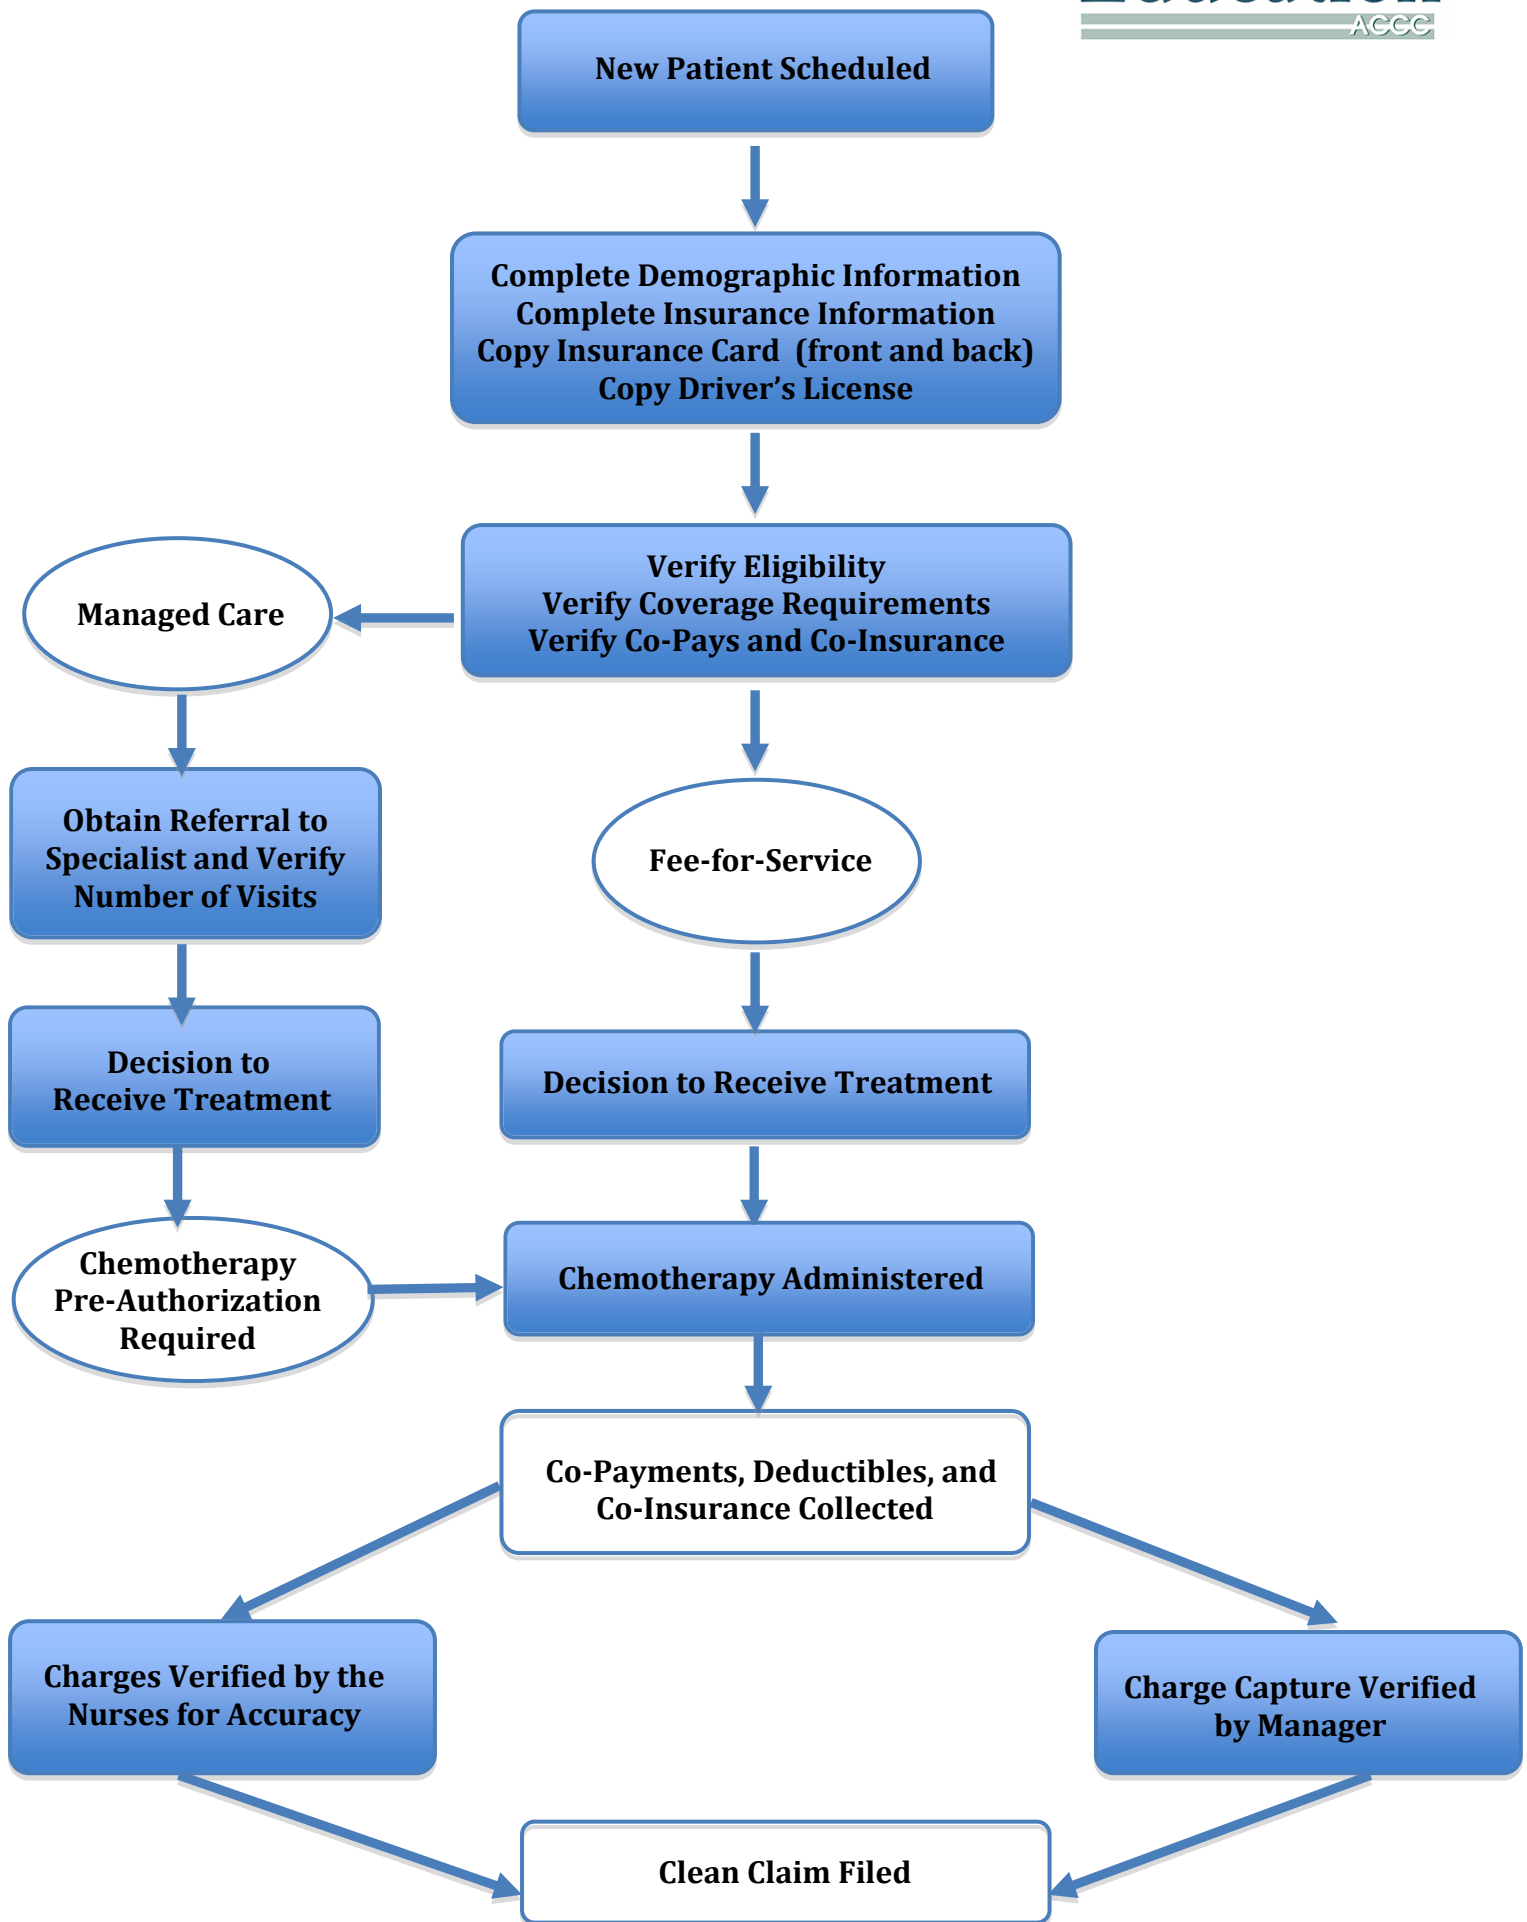 ACCC
New Patient Scheduled
Complete Demographic Information
Complete Insurance Information
Copy Insurance Card (front and back)
Copy Driver’s License
Verify Eligibility
Verify Coverage Requirements
Verify Co-Pays and Co-Insurance
Managed Care
Obtain Referral to
Specialist and Verify
Number of Visits
Fee-for-Service
Decision to
Receive Treatment
Decision to Receive Treatment
Chemotherapy
Pre-Authorization
Required
Chemotherapy Administered
Co-Payments, Deductibles, and
Co-Insurance Collected
Charges Verified by the
Nurses for Accuracy
Charge Capture Verified
by Manager
Clean Claim Filed